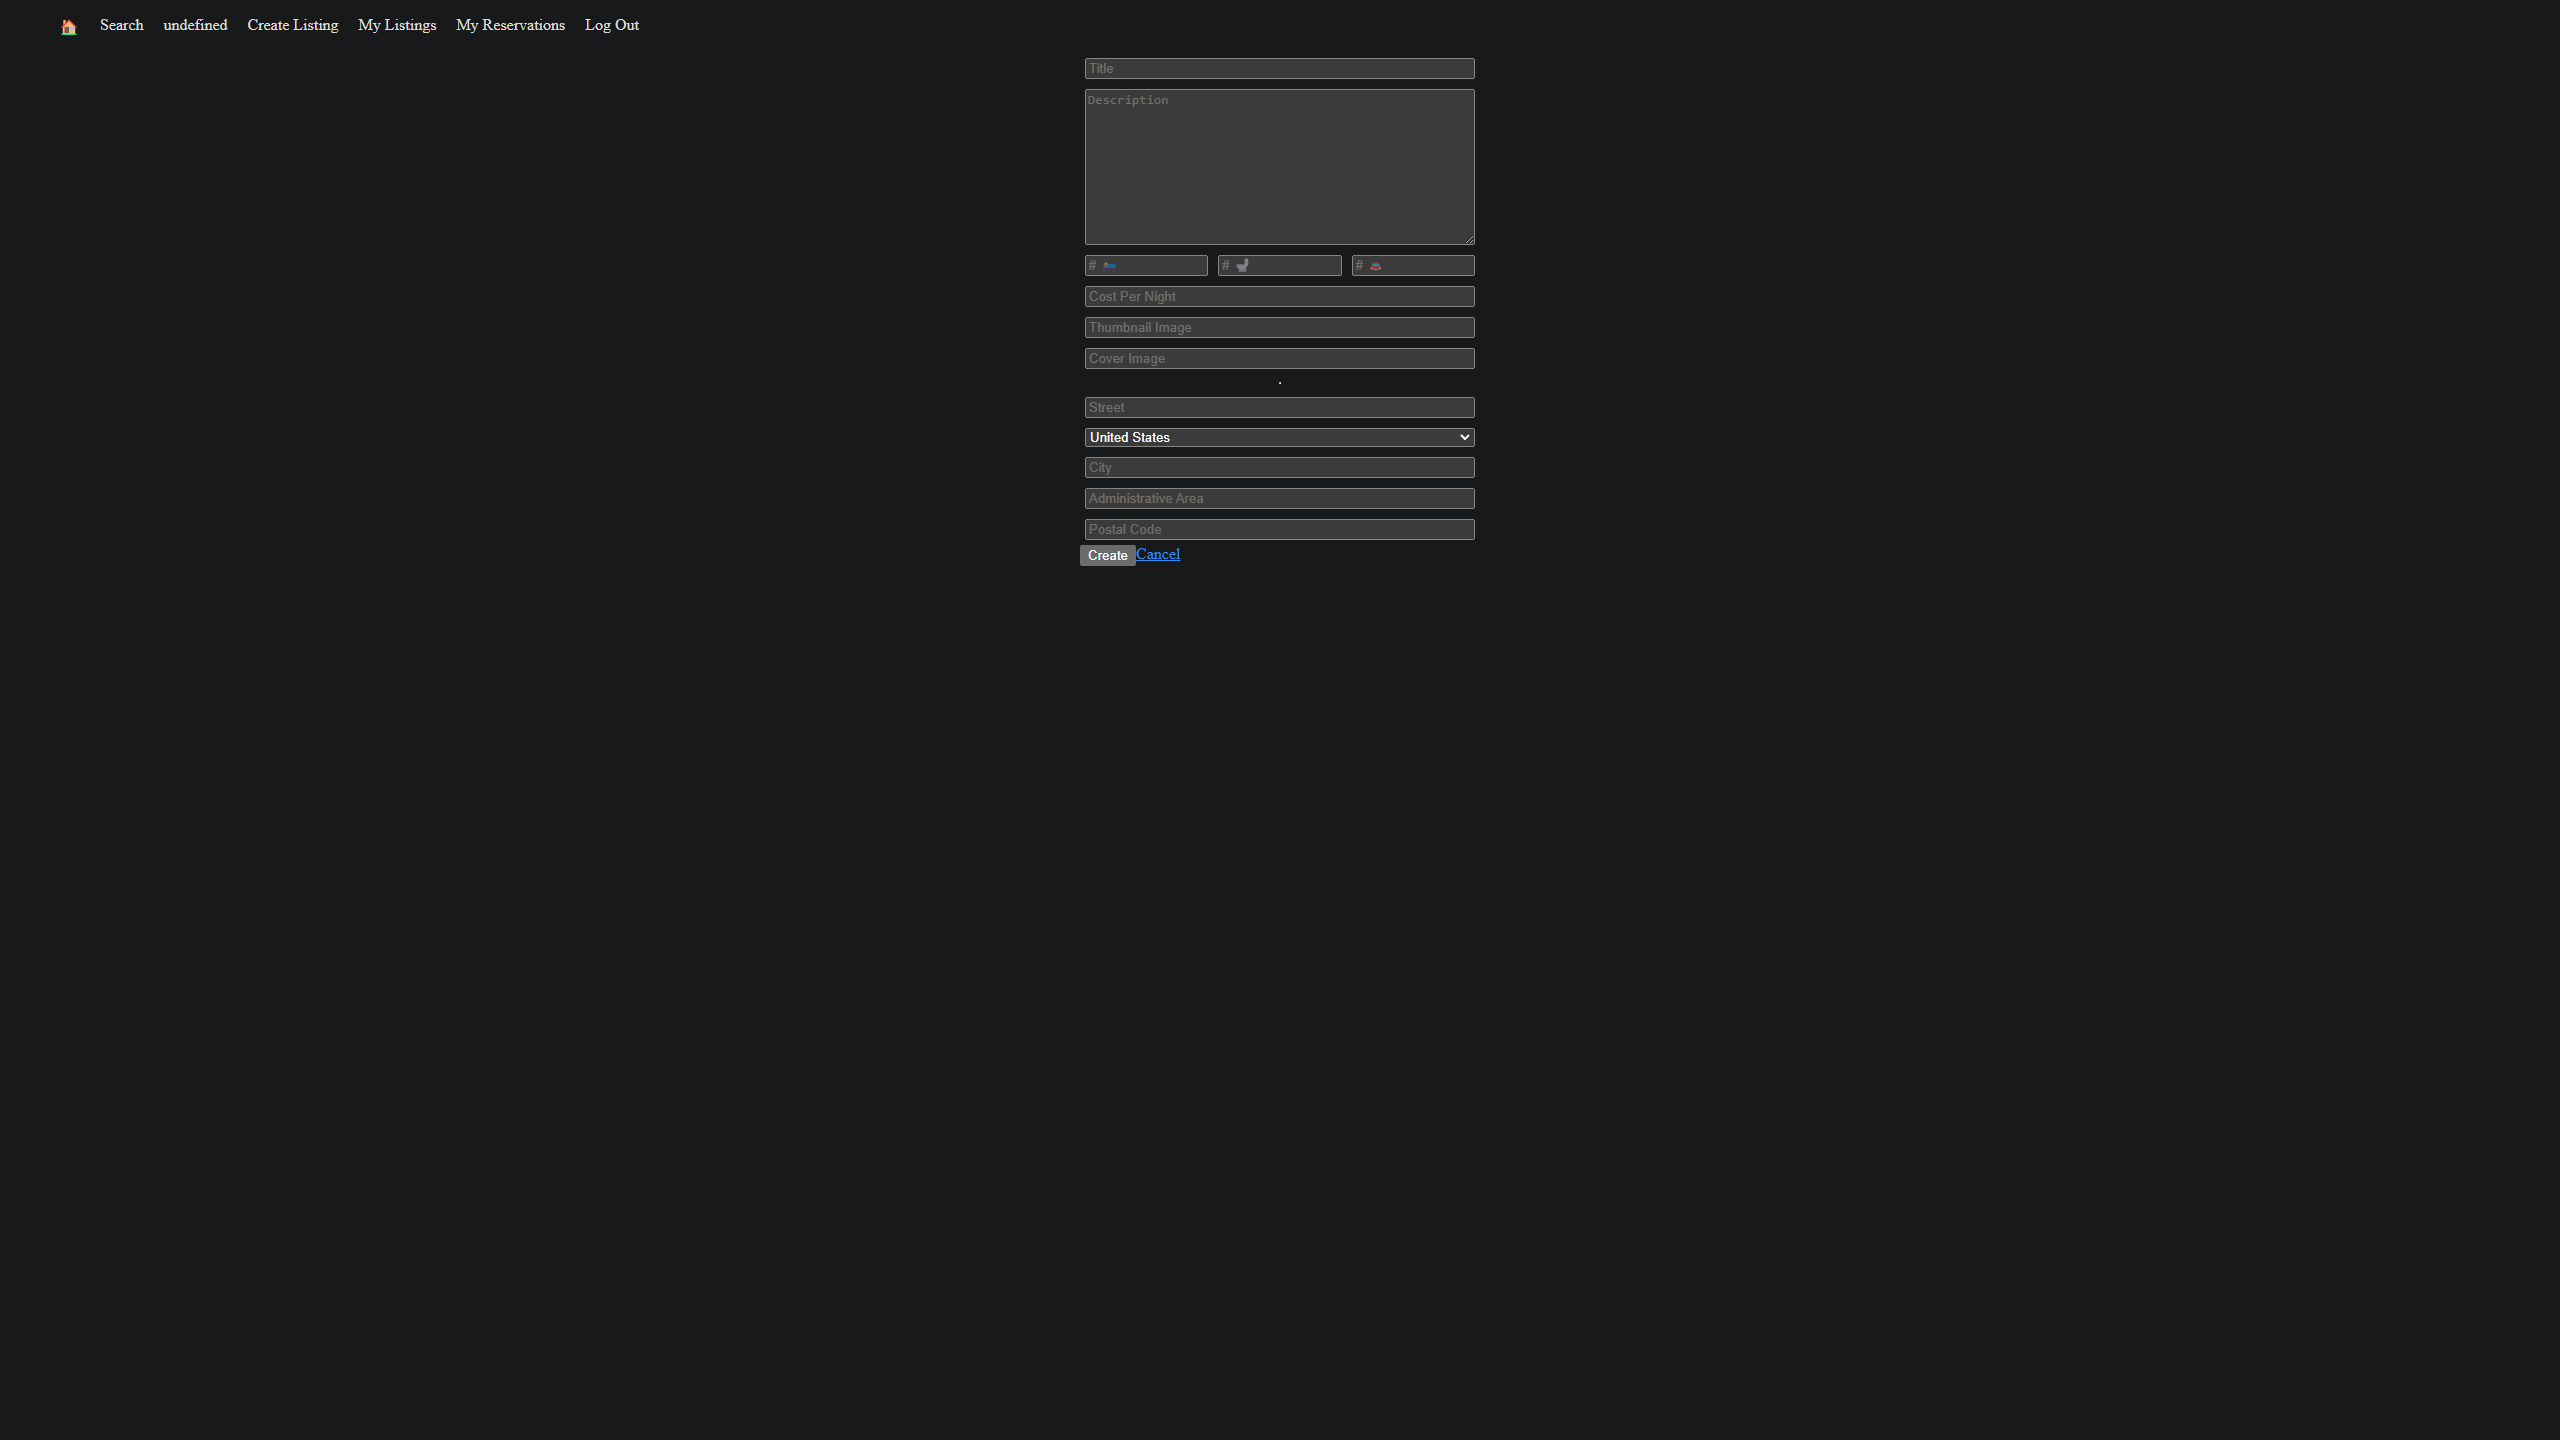 Search undefined Create Listing My Listings My Reservations Log Out
Title
Description
# # #
Cost Per Night
Thumbnail Image
Cover Image
.
Street
United States
City
Administrative Area
Postal Code
Create Cancel